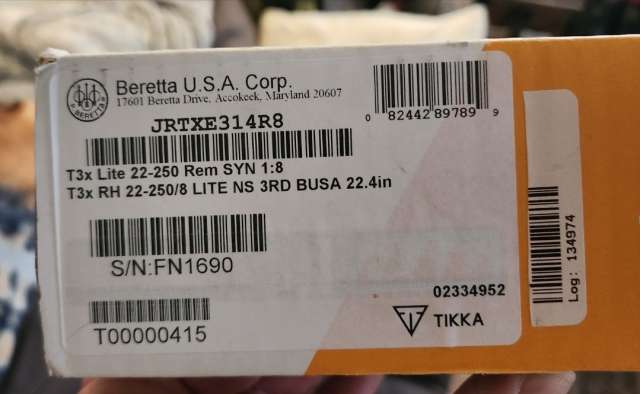 Beretta U.S.A. Corp.
17601 Beretta Drive, Accokeek, Maryland 20607
BERETTA
JRTXE314R8
0 82442 89789 9
T3x Lite 22-250 Rem SYN 1:8
T3x RH 22-250/8 LITE NS 3RD BUSA 22.4in
S/N:FN1690
T00000415
02334952
TIKKA
Log: 134974